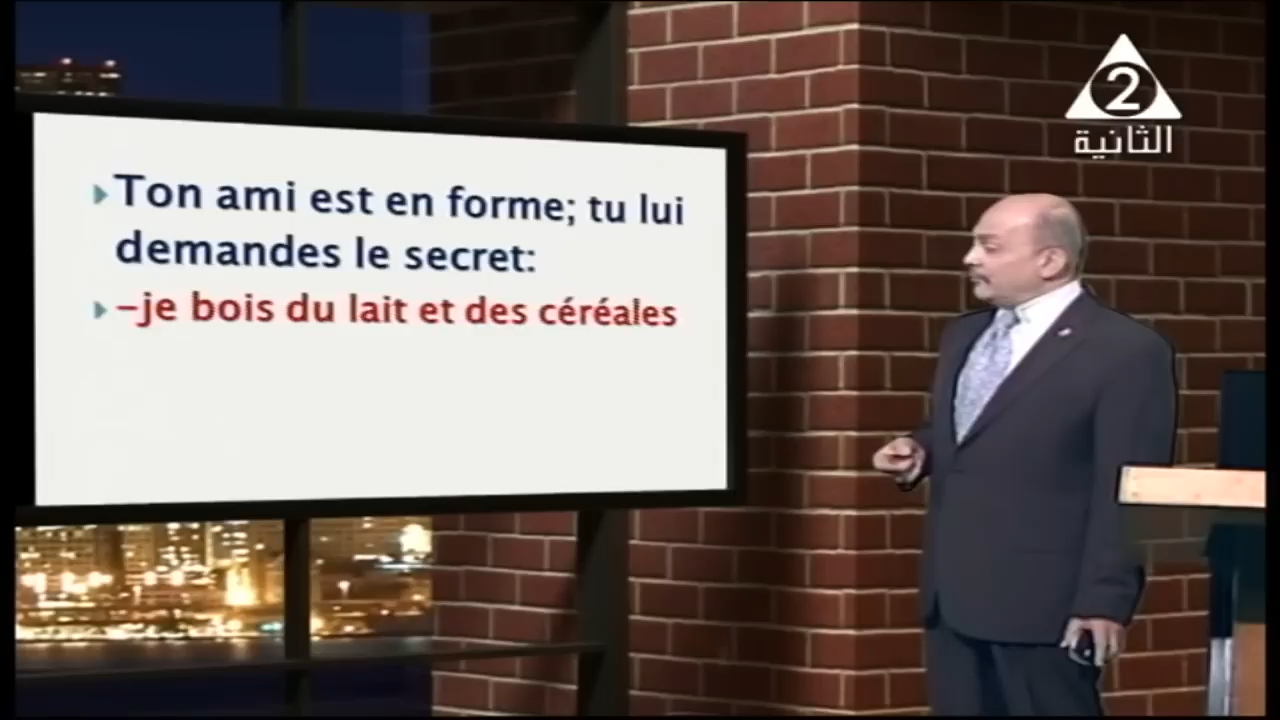 Ton ami est en forme; tu lui
demandes le secret:
-je bois du lait et des céréales
2
الثانية